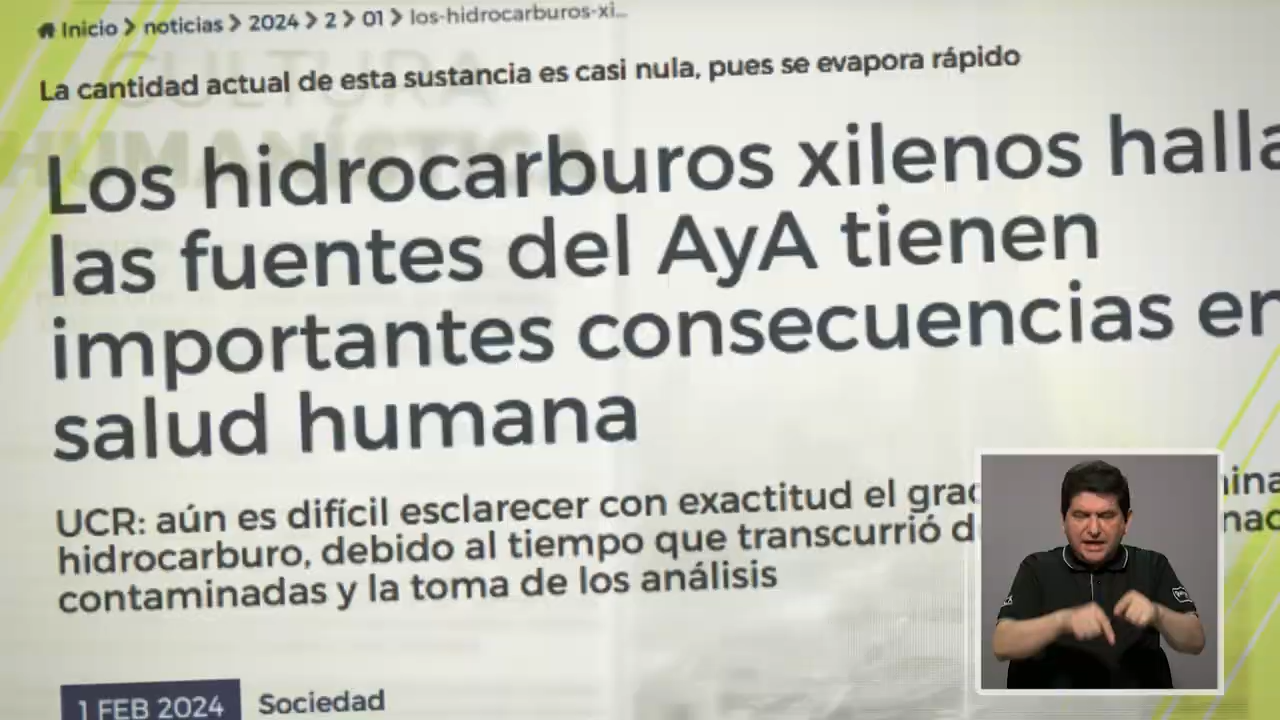 Inicio > noticias > 2024 > 2 > 01 > los-hidrocarburos-xi...
La cantidad actual de esta sustancia es casi nula, pues se evapora rápido
Los hidrocarburos xilenos halla
las fuentes del AyA tienen
importantes consecuencias en
salud humana
UCR: aún es difícil esclarecer con exactitud el
hidrocarburo, debido al tiempo que transcurrió
contaminadas y la toma de los análisis
1 FEB 2024 Sociedad
CULTURA
HUMANÍSTICA